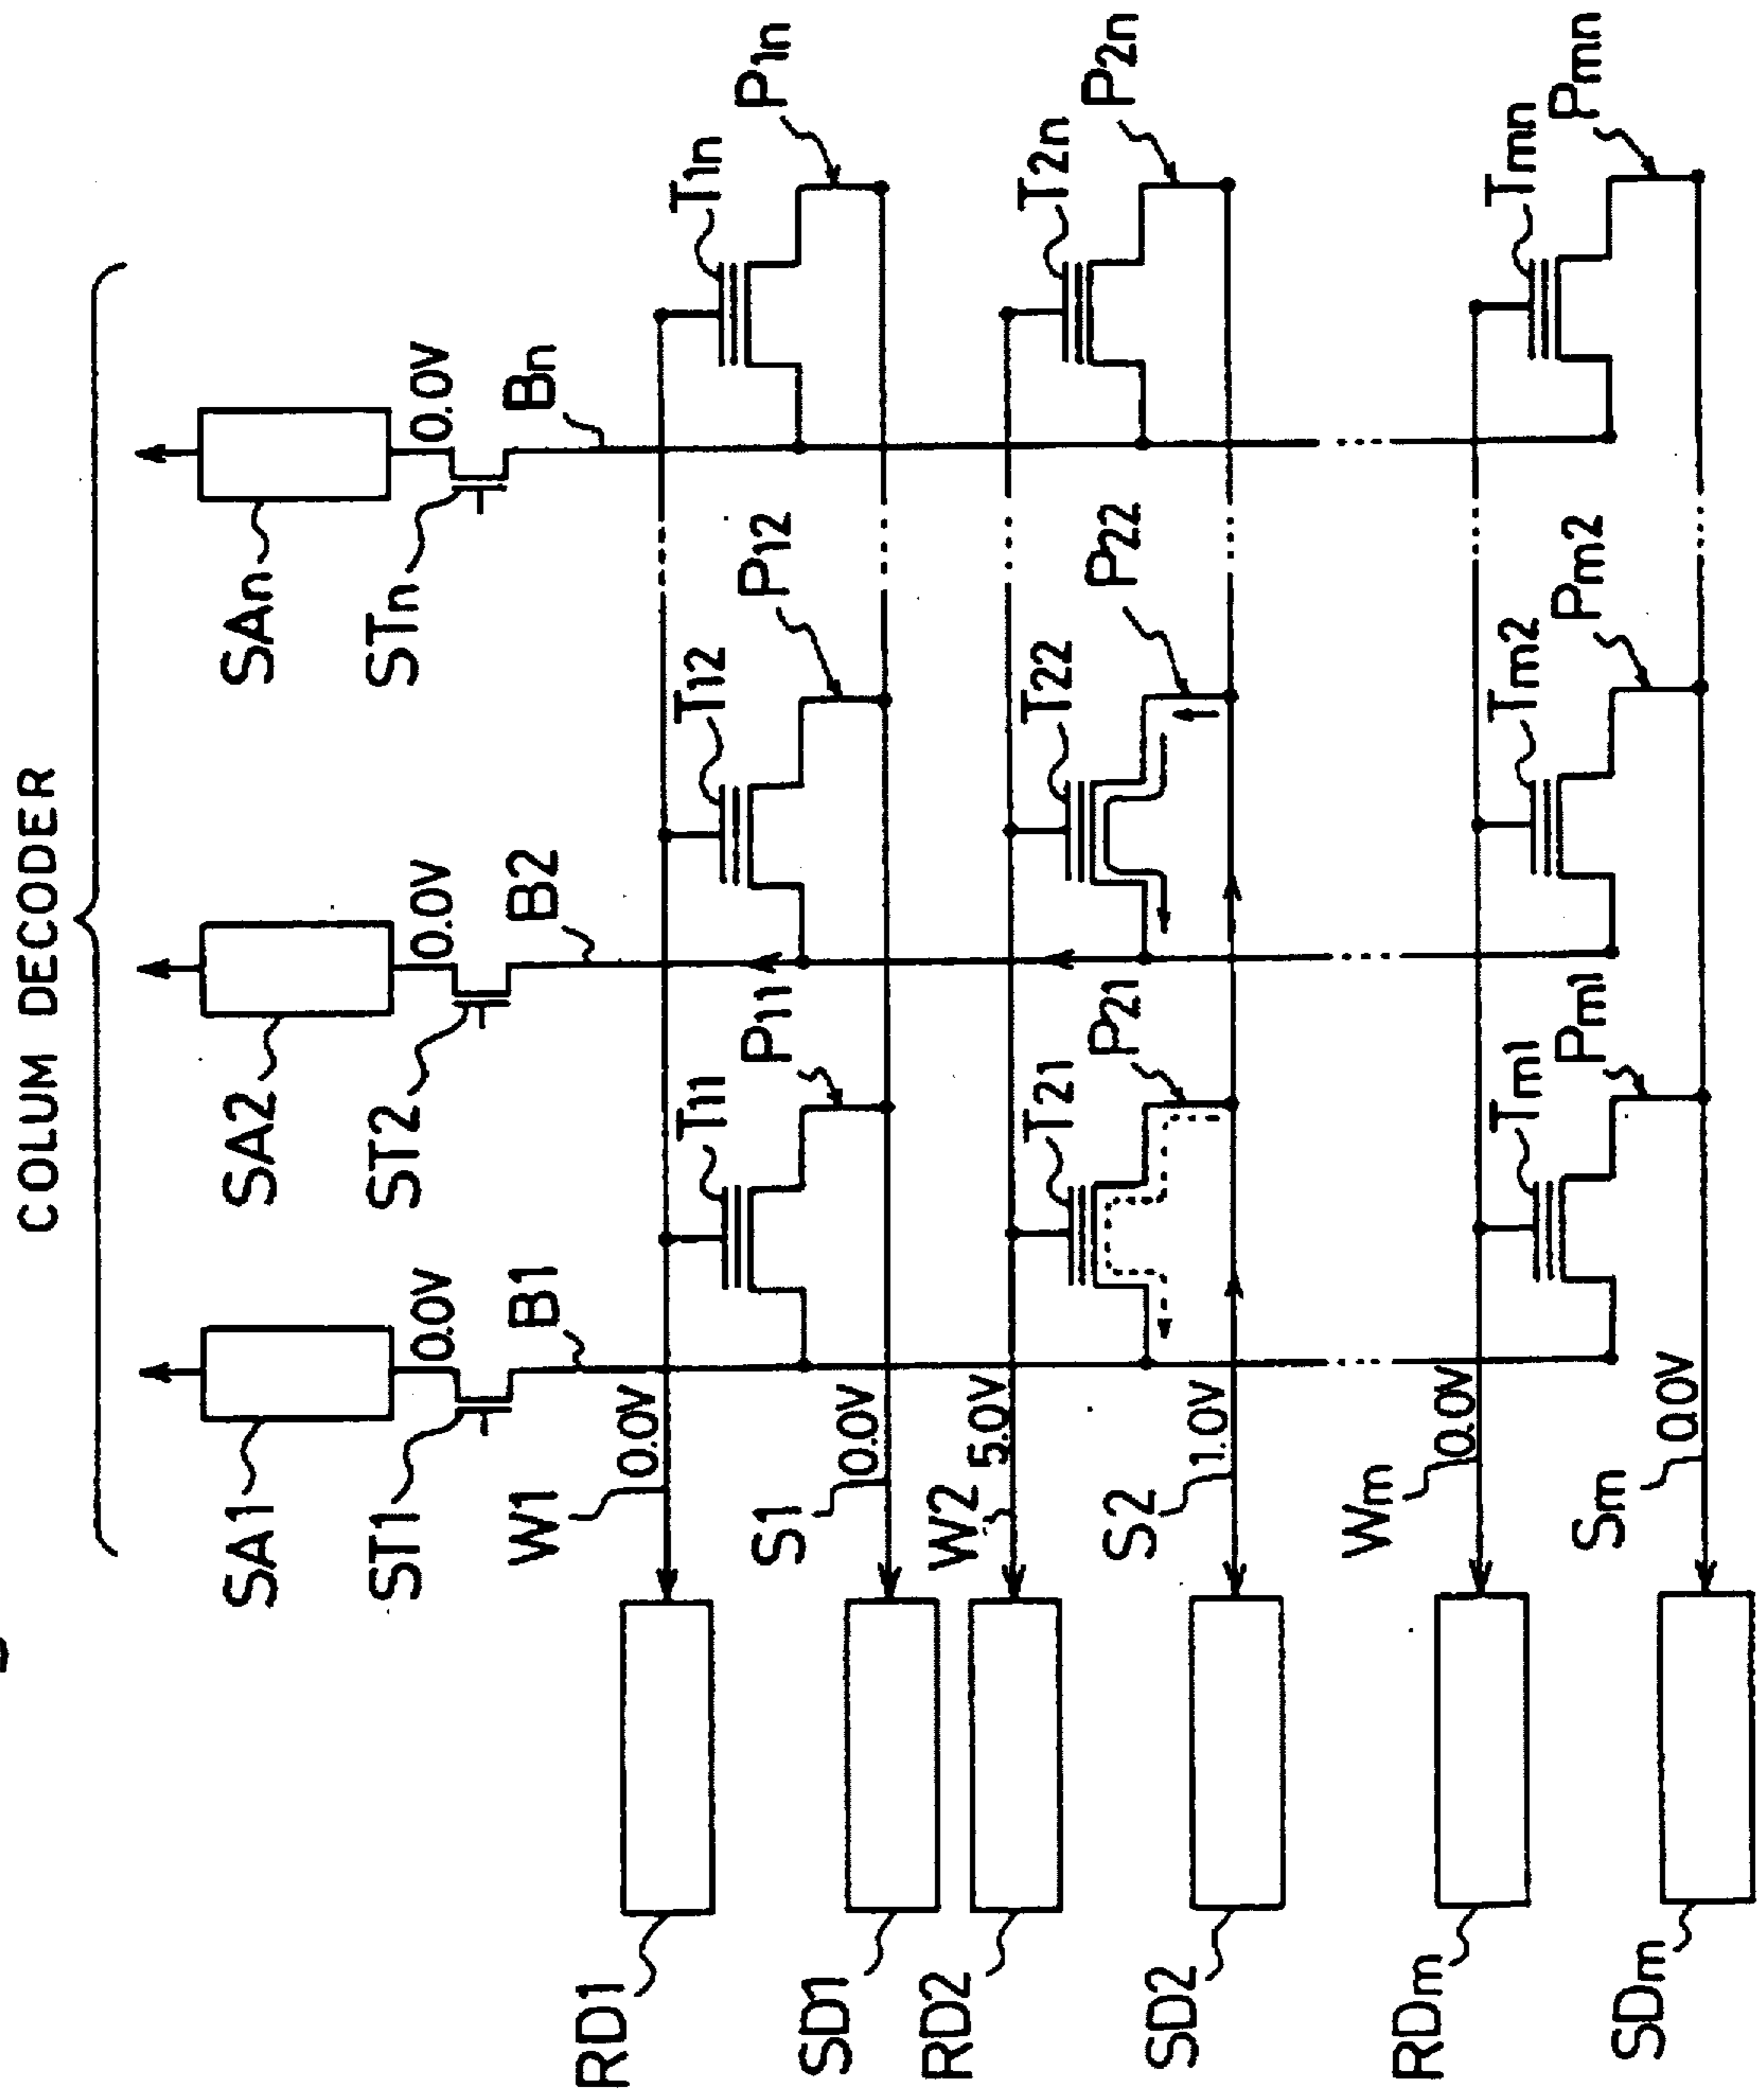 COLUM DECODER
SA1
SA2
SAn
0.0V
0.0V
0.0V
ST1
ST2
STn
B1
B2
Bn
RD1
W1
0.0V
T11
P11
T12
P12
T1n
P1n
SD1
S1
0.0V
RD2
W2
5.0V
T21
P21
T22
P22
T2n
P2n
SD2
S2
1.0V
RDm
Wm
0.0V
Tm1
Pm1
Tm2
Pm2
Tmn
Pmn
SDm
Sm
0.0V